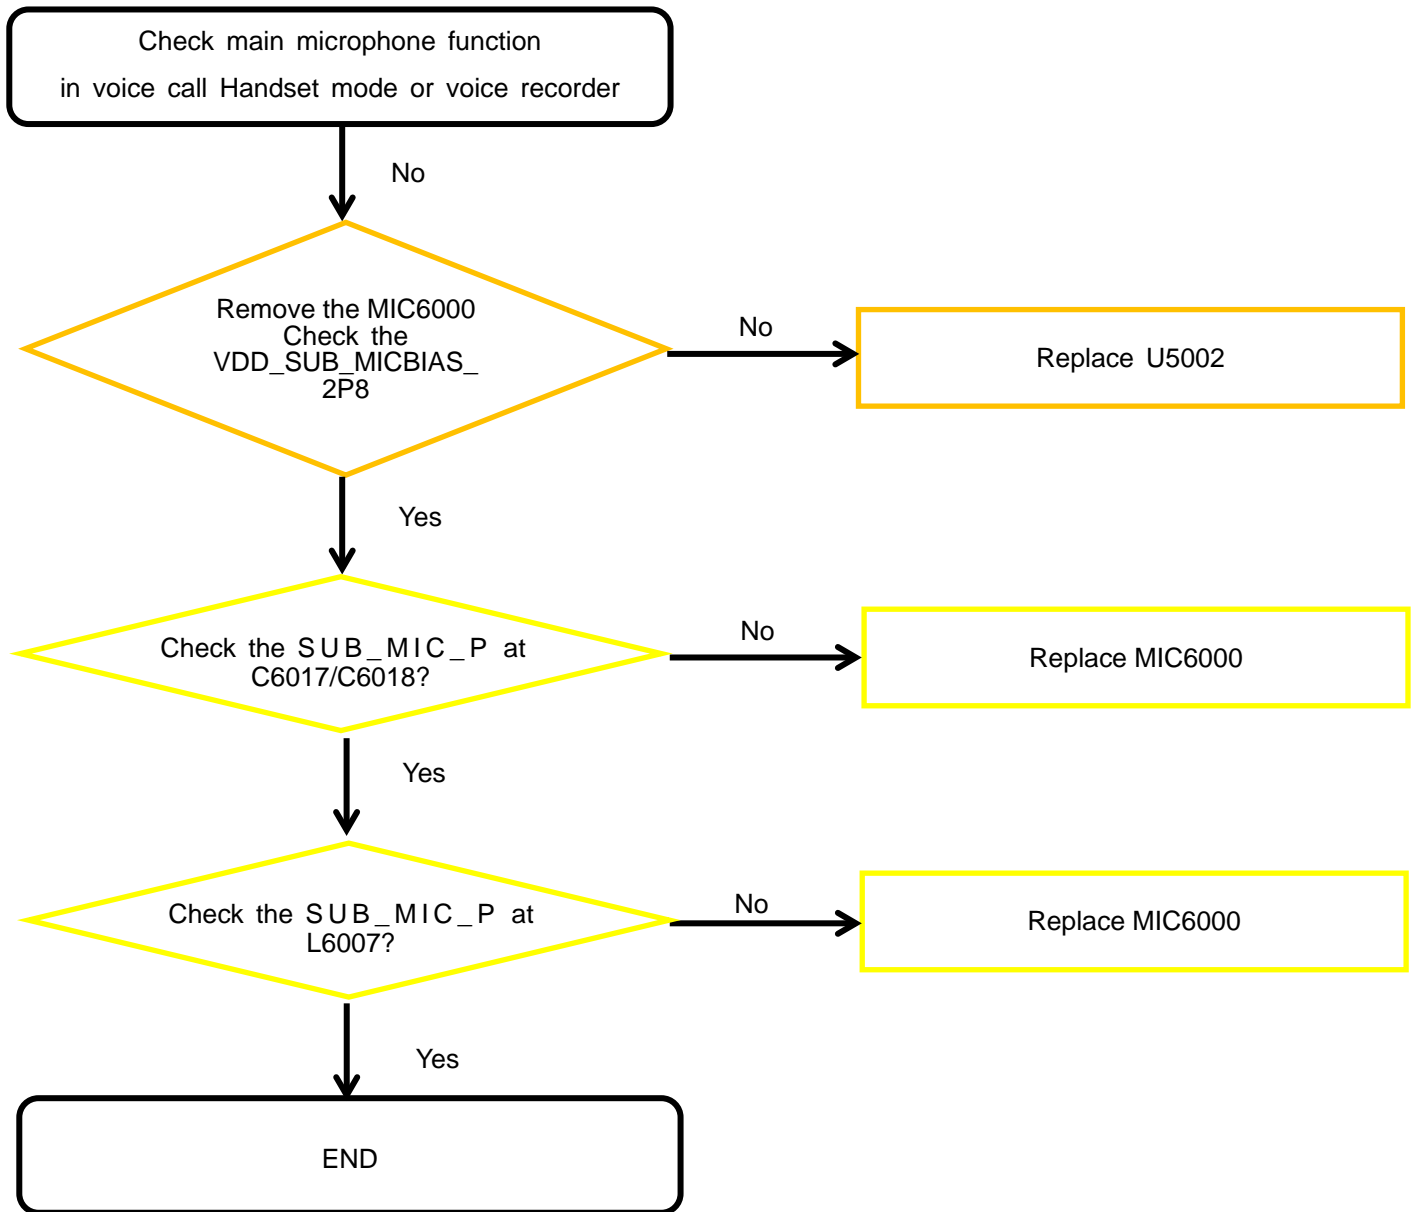 Check main microphone function
in voice call Handset mode or voice recorder
No
Remove the MIC6000
Check the
VDD_SUB_MICBIAS_
2P8
No
Replace U5002
Yes
Check the SUB_MIC_P at
C6017/C6018?
No
Replace MIC6000
Yes
Check the SUB_MIC_P at
L6007?
No
Replace MIC6000
Yes
END